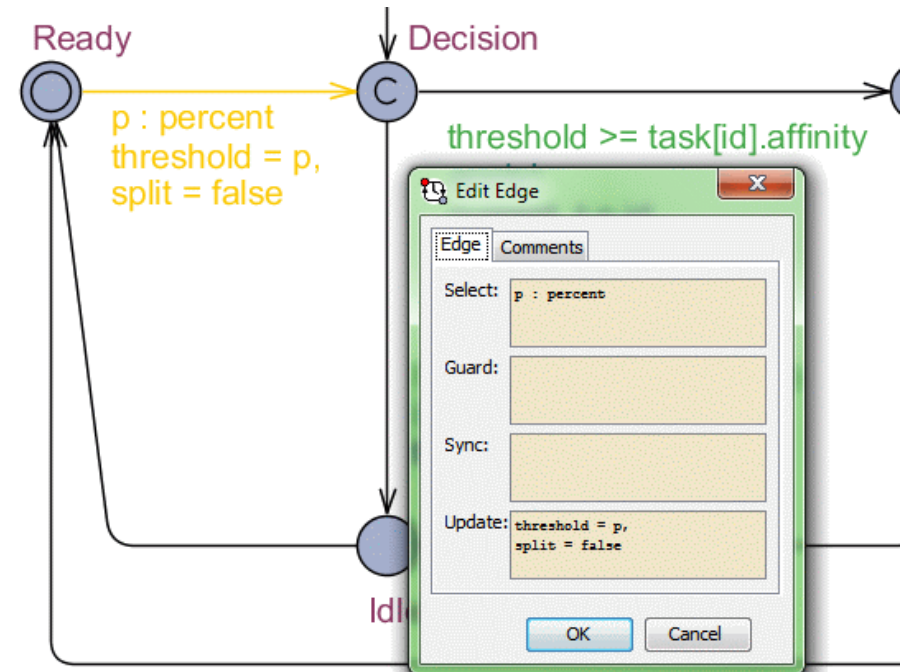 Ready
Decision
C
p : percent
threshold = p,
split = false
threshold >= task[id].affinity
Edit Edge
Edge
Comments
Select:
p : percent
Guard:
Sync:
Update:
threshold = p,
split = false
OK
Cancel